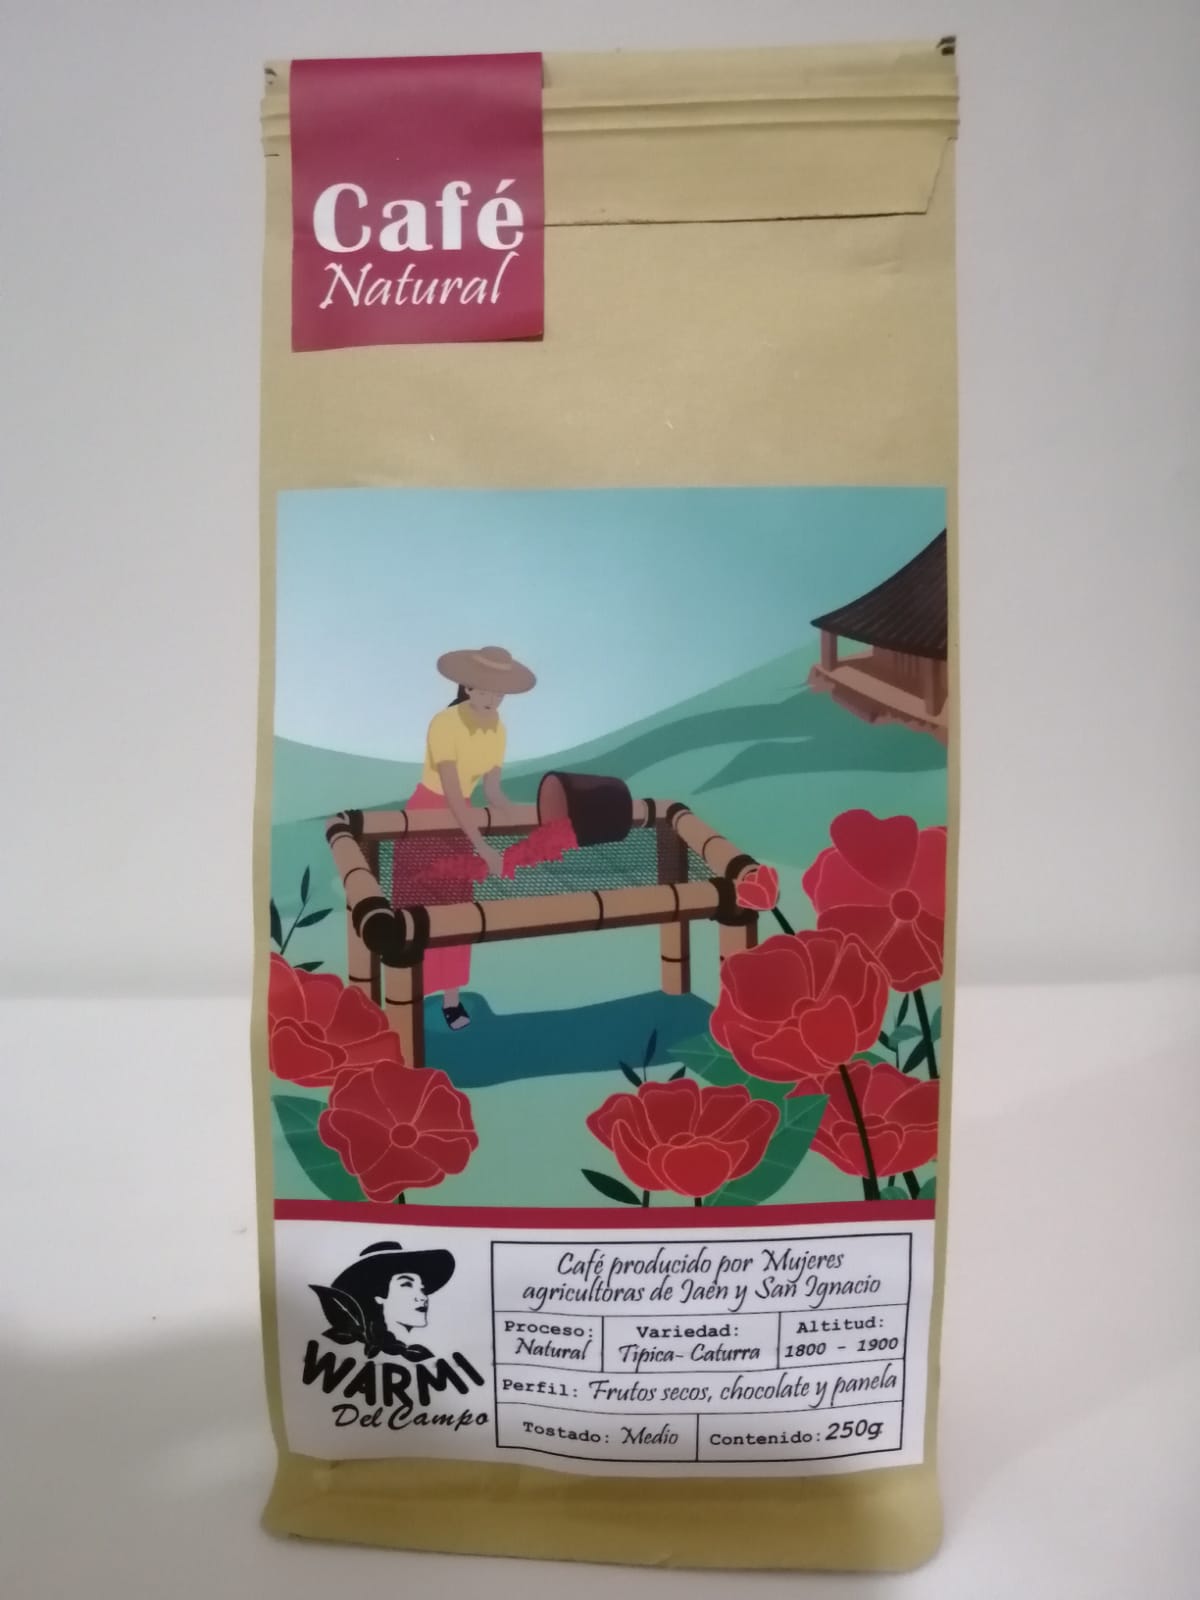 Café
Natural
WARMI
Del Campo
Café producido por Mujeres
agricultoras de Jaén y San Ignacio
Proceso:
Natural
Variedad:
Típica- Caturra
Altitud:
1800 - 1900
Perfil: Frutos secos, chocolate y panela
Tostado: Medio
Contenido: 250g